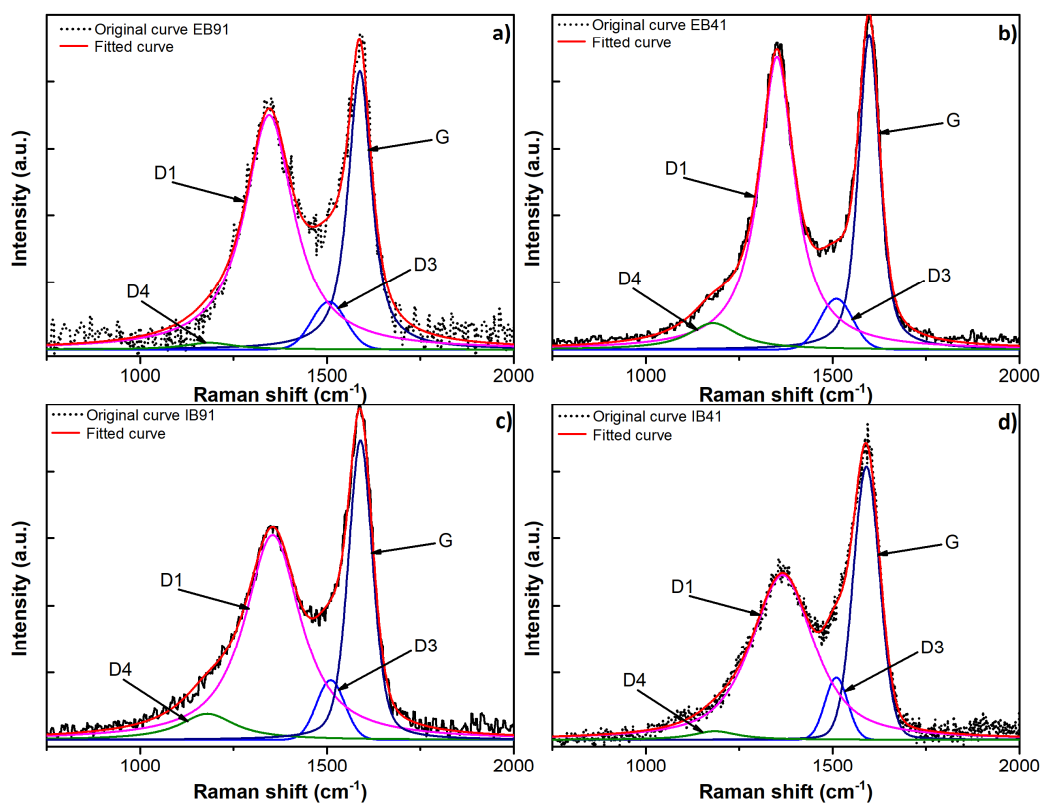 Original curve EB91
Fitted curve
a)
D1
G
D4
D3
Intensity (a.u.)
1000
1500
2000
Raman shift (cm⁻¹)
Original curve EB41
Fitted curve
b)
D1
G
D4
D3
Intensity (a.u.)
1000
1500
2000
Raman shift (cm⁻¹)
Original curve IB91
Fitted curve
c)
D1
G
D4
D3
Intensity (a.u.)
1000
1500
2000
Raman shift (cm⁻¹)
Original curve IB41
Fitted curve
d)
D1
G
D4
D3
Intensity (a.u.)
1000
1500
2000
Raman shift (cm⁻¹)